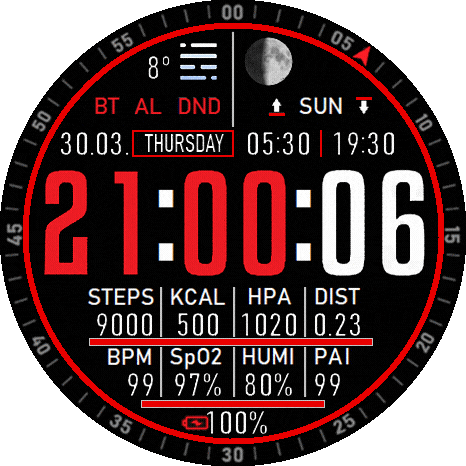 00
55 05
8°
BT AL DND SUN
50 10
30.03. THURSDAY 05:30 19:30
21:00:06
45 15
STEPS KCAL HPA DIST
9000 500 1020 0.23
40 20
BPM SpO2 HUMI PAI
99 97% 80% 99
100%
35 25
30